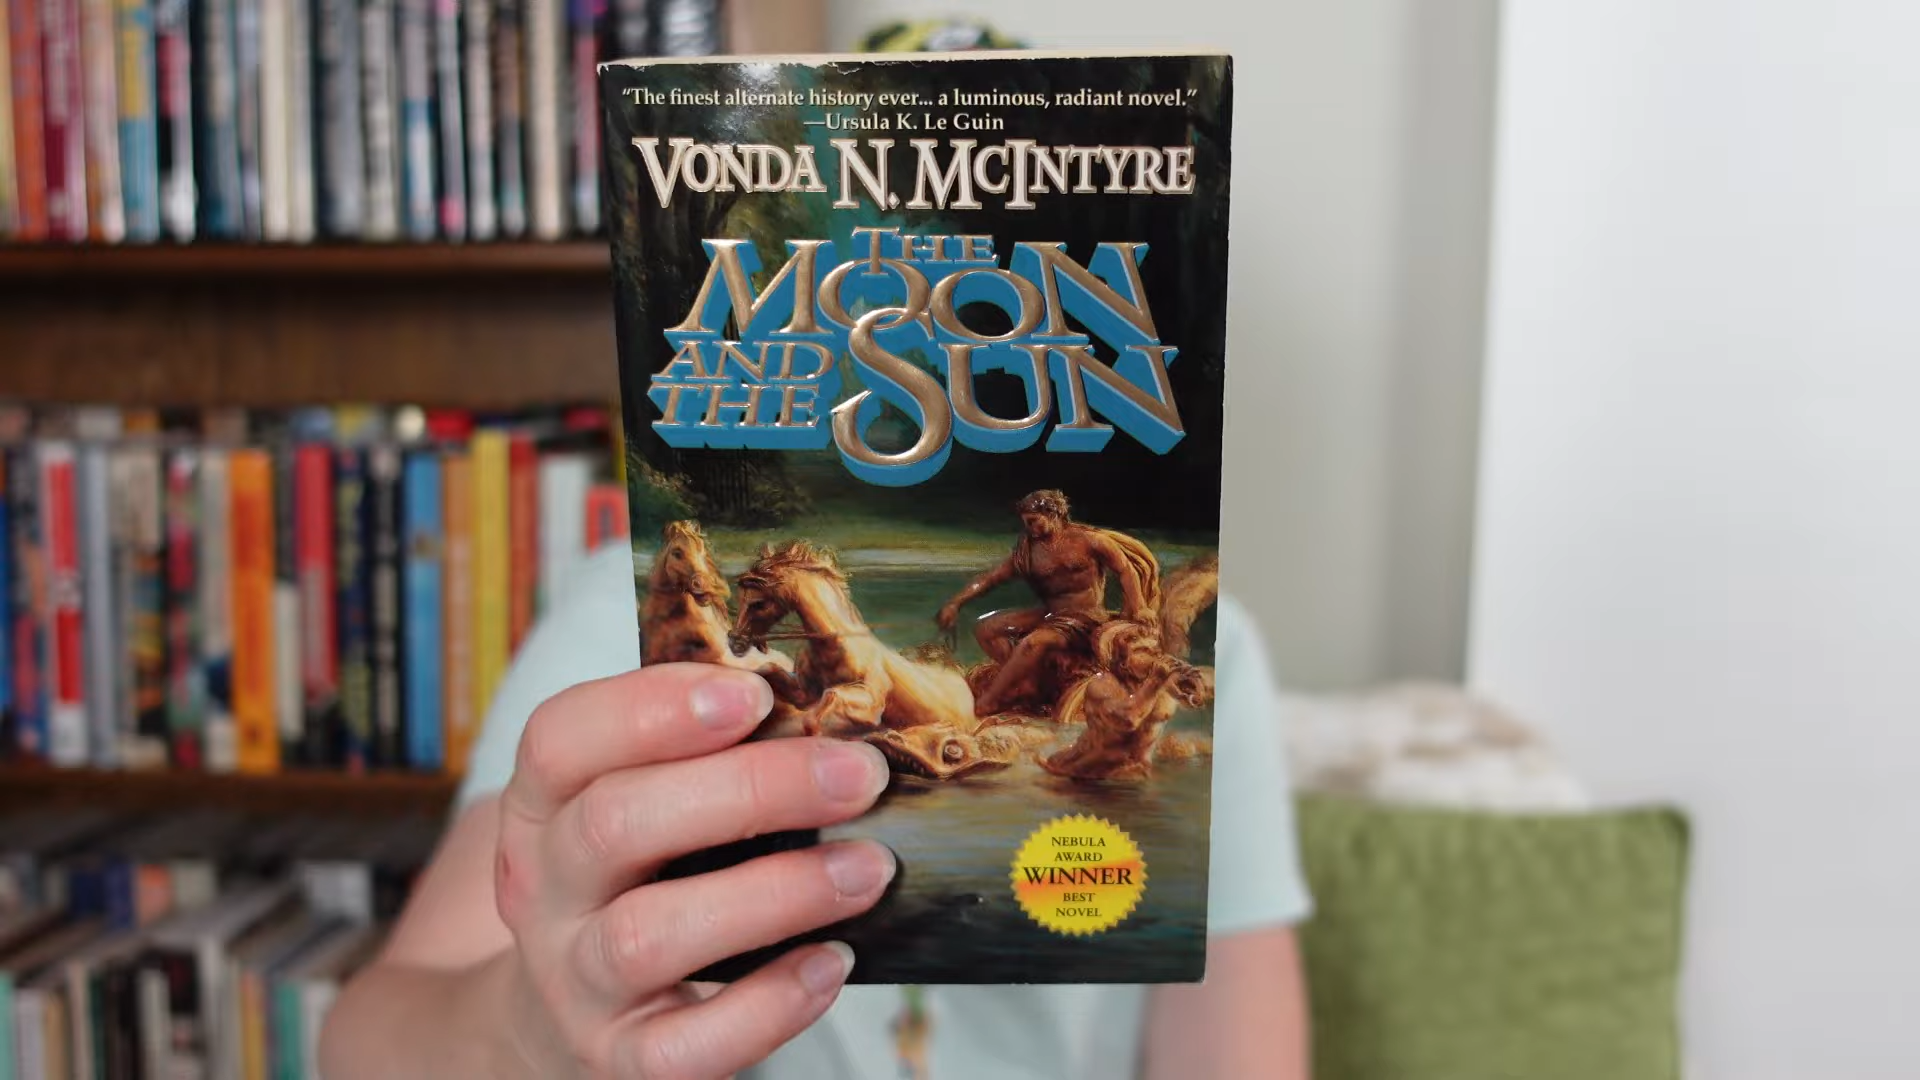 “The finest alternate history ever... a luminous, radiant novel.”
—Ursula K. Le Guin
VONDA N. MCINTYRE
THE
MOON
AND THE SUN
NEBULA
AWARD
WINNER
BEST
NOVEL